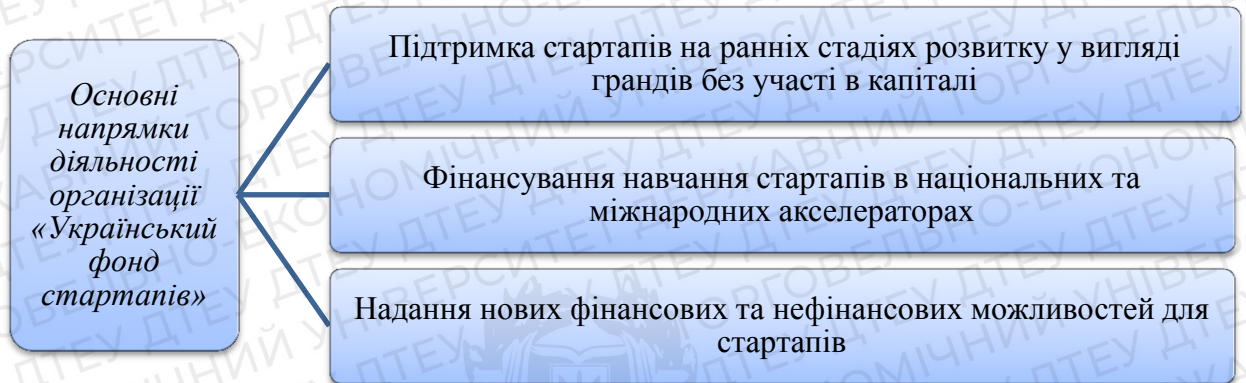 Основні
напрямки
діяльності
організації
«Український
фонд
стартапів»
Підтримка стартапів на ранніх стадіях розвитку у вигляді
грандів без участі в капіталі
Фінансування навчання стартапів в національних та
міжнародних акселераторах
Надання нових фінансових та нефінансових можливостей для
стартапів